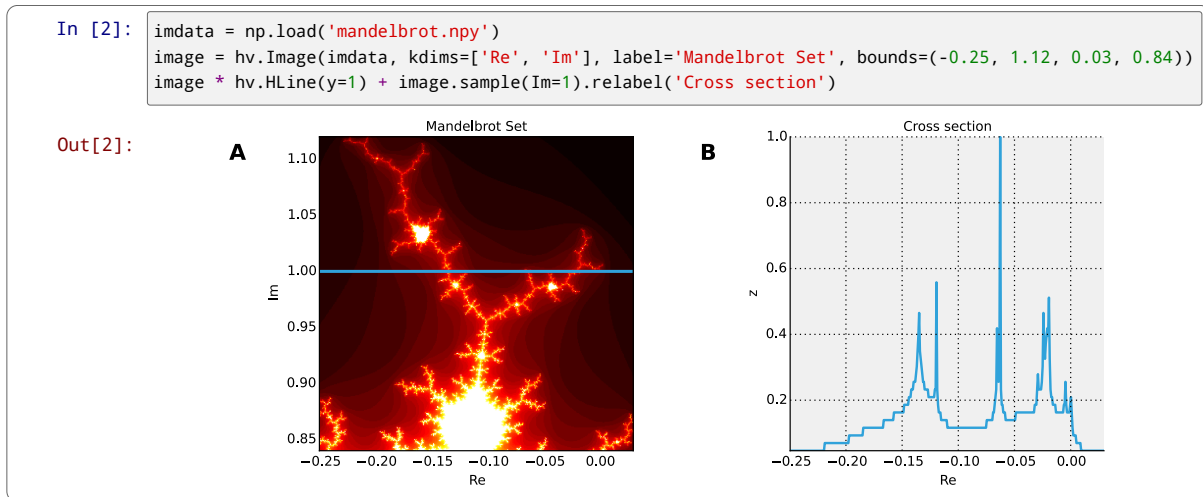 In [2]:
imdata = np.load('mandelbrot.npy')
image = hv.Image(imdata, kdims=['Re', 'Im'], label='Mandelbrot Set', bounds=(-0.25, 1.12, 0.03, 0.84))
image * hv.HLine(y=1) + image.sample(Im=1).relabel('Cross section')
Out[2]:
A
Mandelbrot Set
1.10
1.05
1.00
0.95
0.90
0.85
Im
−0.25 −0.20 −0.15 −0.10 −0.05 0.00
Re
B
Cross section
1.0
0.8
0.6
0.4
0.2
z
−0.25 −0.20 −0.15 −0.10 −0.05 0.00
Re